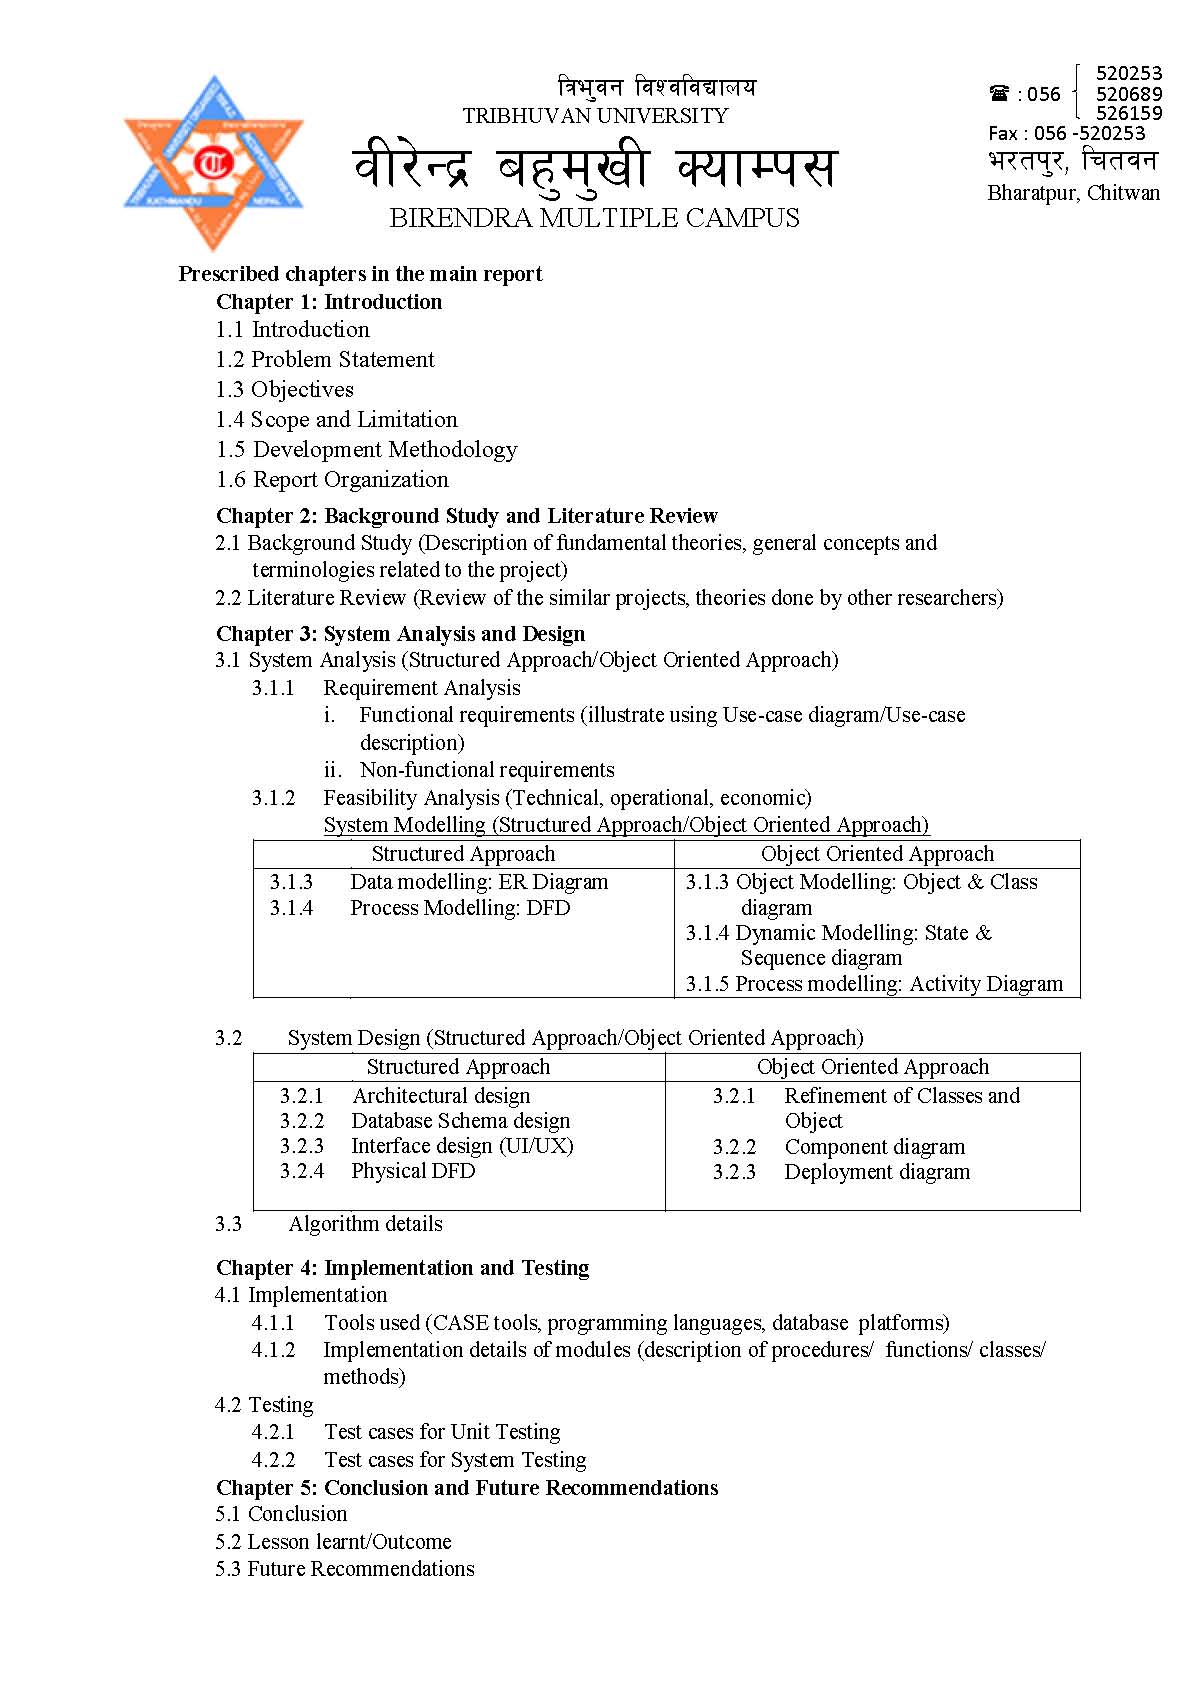 त्रिभुवन विश्वविद्यालय
TRIBHUVAN UNIVERSITY
वीरेन्द्र बहुमुखी क्याम्पस
BIRENDRA MULTIPLE CAMPUS
520253
☎ : 056 520689
526159
Fax : 056 -520253
भरतपुर, चितवन
Bharatpur, Chitwan
KATHMANDU
NEPAL
Prescribed chapters in the main report
Chapter 1: Introduction
1.1 Introduction
1.2 Problem Statement
1.3 Objectives
1.4 Scope and Limitation
1.5 Development Methodology
1.6 Report Organization
Chapter 2: Background Study and Literature Review
2.1 Background Study (Description of fundamental theories, general concepts and
terminologies related to the project)
2.2 Literature Review (Review of the similar projects, theories done by other researchers)
Chapter 3: System Analysis and Design
3.1 System Analysis (Structured Approach/Object Oriented Approach)
3.1.1 Requirement Analysis
i. Functional requirements (illustrate using Use-case diagram/Use-case
description)
ii. Non-functional requirements
3.1.2 Feasibility Analysis (Technical, operational, economic)
System Modelling (Structured Approach/Object Oriented Approach)
Structured Approach
3.1.3 Data modelling: ER Diagram
3.1.4 Process Modelling: DFD
Object Oriented Approach
3.1.3 Object Modelling: Object & Class
diagram
3.1.4 Dynamic Modelling: State &
Sequence diagram
3.1.5 Process modelling: Activity Diagram
3.2 System Design (Structured Approach/Object Oriented Approach)
Structured Approach
3.2.1 Architectural design
3.2.2 Database Schema design
3.2.3 Interface design (UI/UX)
3.2.4 Physical DFD
Object Oriented Approach
3.2.1 Refinement of Classes and
Object
3.2.2 Component diagram
3.2.3 Deployment diagram
3.3 Algorithm details
Chapter 4: Implementation and Testing
4.1 Implementation
4.1.1 Tools used (CASE tools, programming languages, database platforms)
4.1.2 Implementation details of modules (description of procedures/ functions/ classes/
methods)
4.2 Testing
4.2.1 Test cases for Unit Testing
4.2.2 Test cases for System Testing
Chapter 5: Conclusion and Future Recommendations
5.1 Conclusion
5.2 Lesson learnt/Outcome
5.3 Future Recommendations